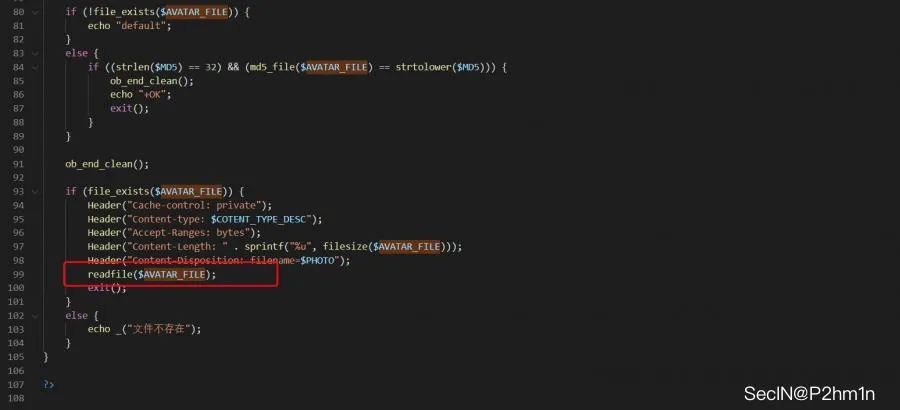 80 if (!file_exists($AVATAR_FILE)) {
81 echo "default";
82 }
83 else {
84 if ((strlen($MD5) == 32) && (md5_file($AVATAR_FILE) == strtolower($MD5))) {
85 ob_end_clean();
86 echo "+OK";
87 exit();
88 }
89 }
90
91 ob_end_clean();
92
93 if (file_exists($AVATAR_FILE)) {
94 Header("Cache-control: private");
95 Header("Content-type: $COTENT_TYPE_DESC");
96 Header("Accept-Ranges: bytes");
97 Header("Content-Length: " . sprintf("%u", filesize($AVATAR_FILE)));
98 Header("Content-Disposition: filename=$PHOTO");
99 readfile($AVATAR_FILE);
100 exit();
101 }
102 else {
103 echo _("文件不存在");
104 }
105 }
106
107 ?>
108
SecIN@P2hm1n